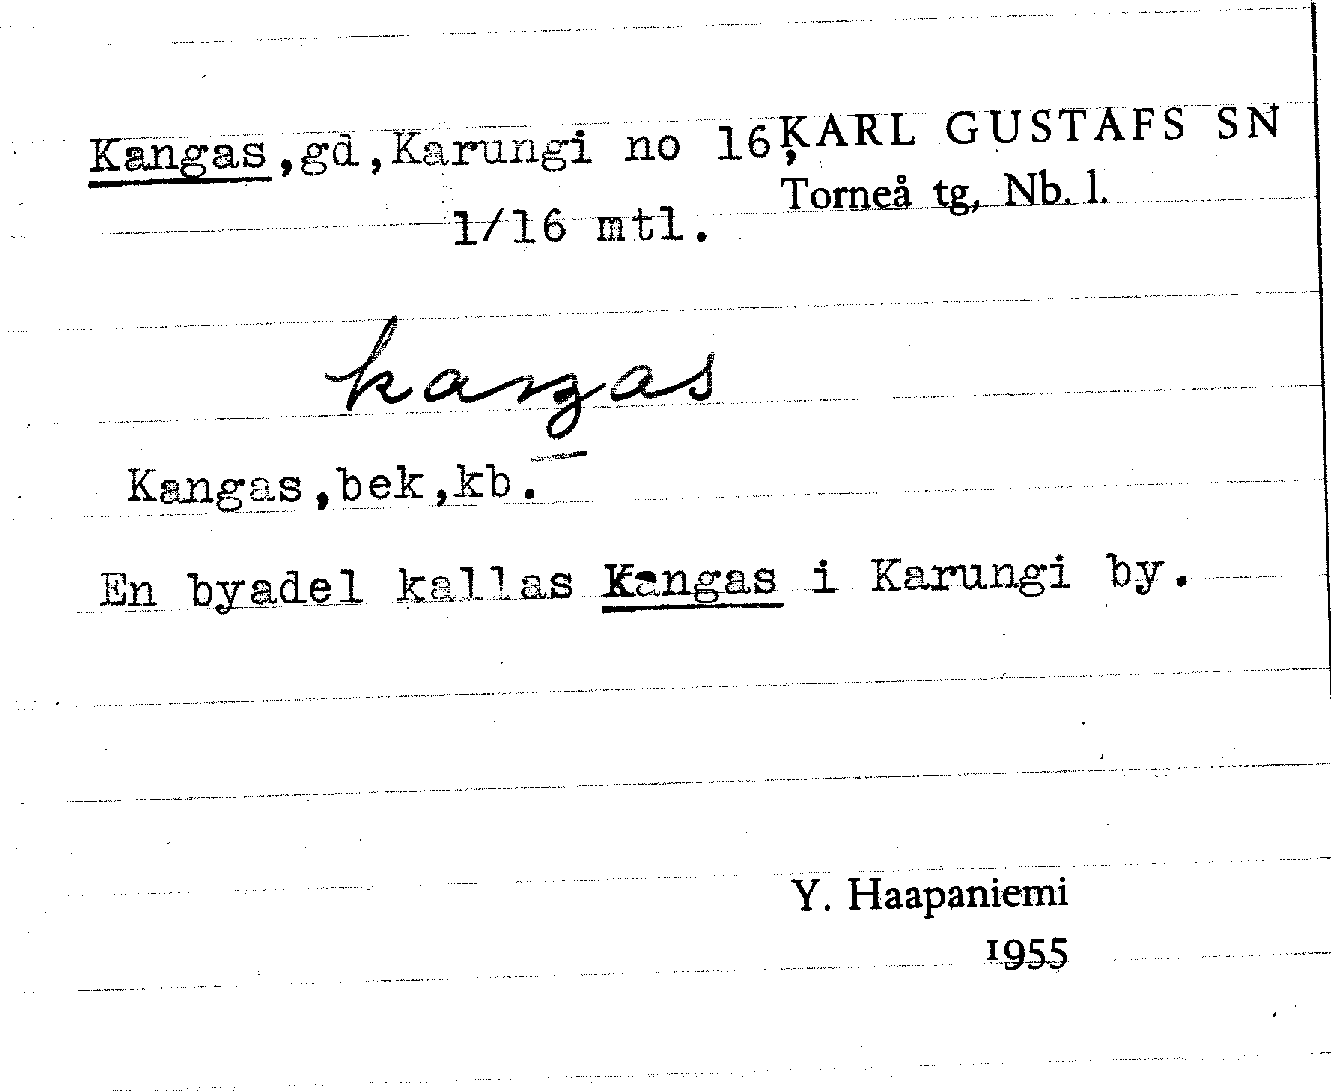 Kangas,gd,Karungi no 16, KARL GUSTAFS SN
1/16 mtl. Torneå tg, Nb. l.
kaŋgas
Kangas,bek,kb.
En byadel kallas Kangas i Karungi by.
Y. Haapaniemi
1955